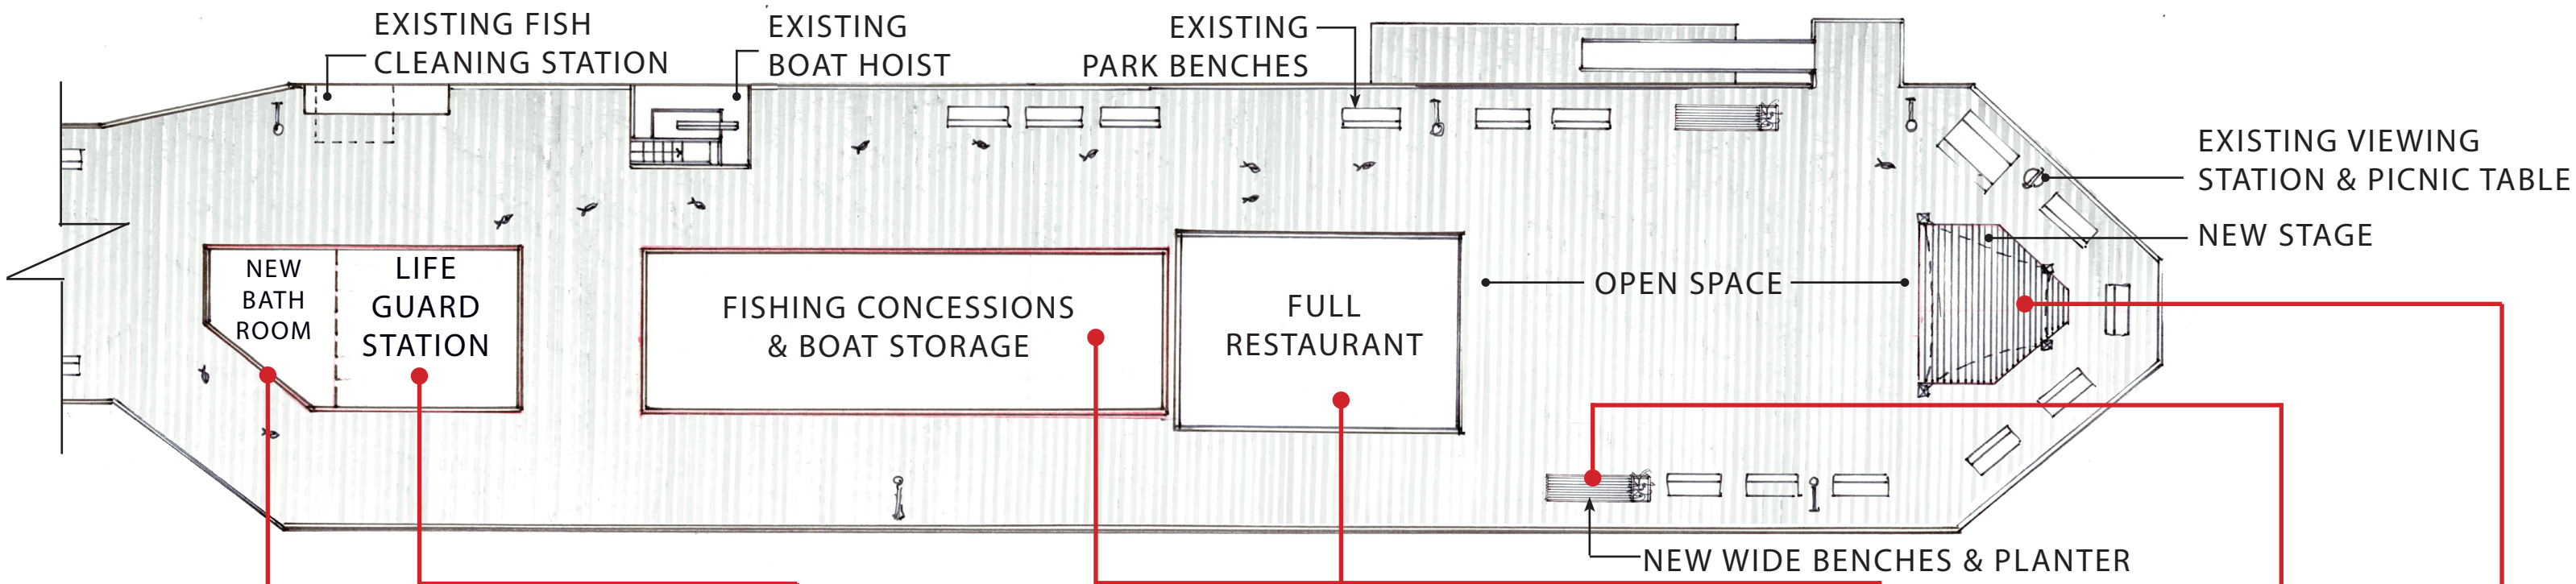 EXISTING FISH
CLEANING STATION
EXISTING
BOAT HOIST
EXISTING
PARK BENCHES
EXISTING VIEWING
STATION & PICNIC TABLE
NEW STAGE
NEW
BATH
ROOM
LIFE
GUARD
STATION
FISHING CONCESSIONS
& BOAT STORAGE
FULL
RESTAURANT
OPEN SPACE
NEW WIDE BENCHES & PLANTER